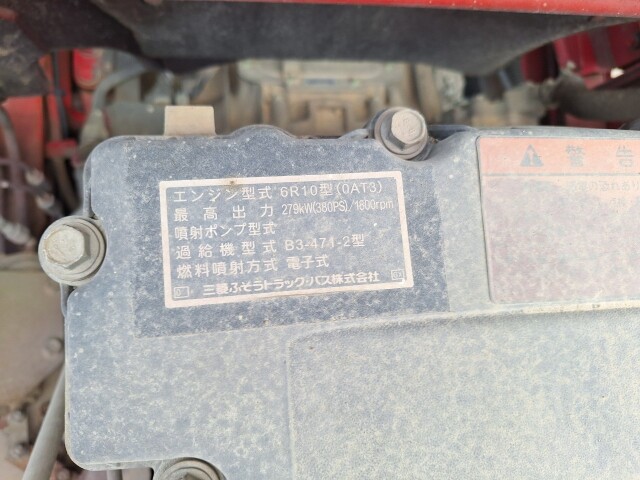 エンジン型式 6R10型(0AT3)
最高出力 279kW(380PS)/1800rpm
噴射ポンプ型式
過給機型式 B3-471-2型
燃料噴射方式 電子式
三菱ふそうトラック・バス株式会社
警告